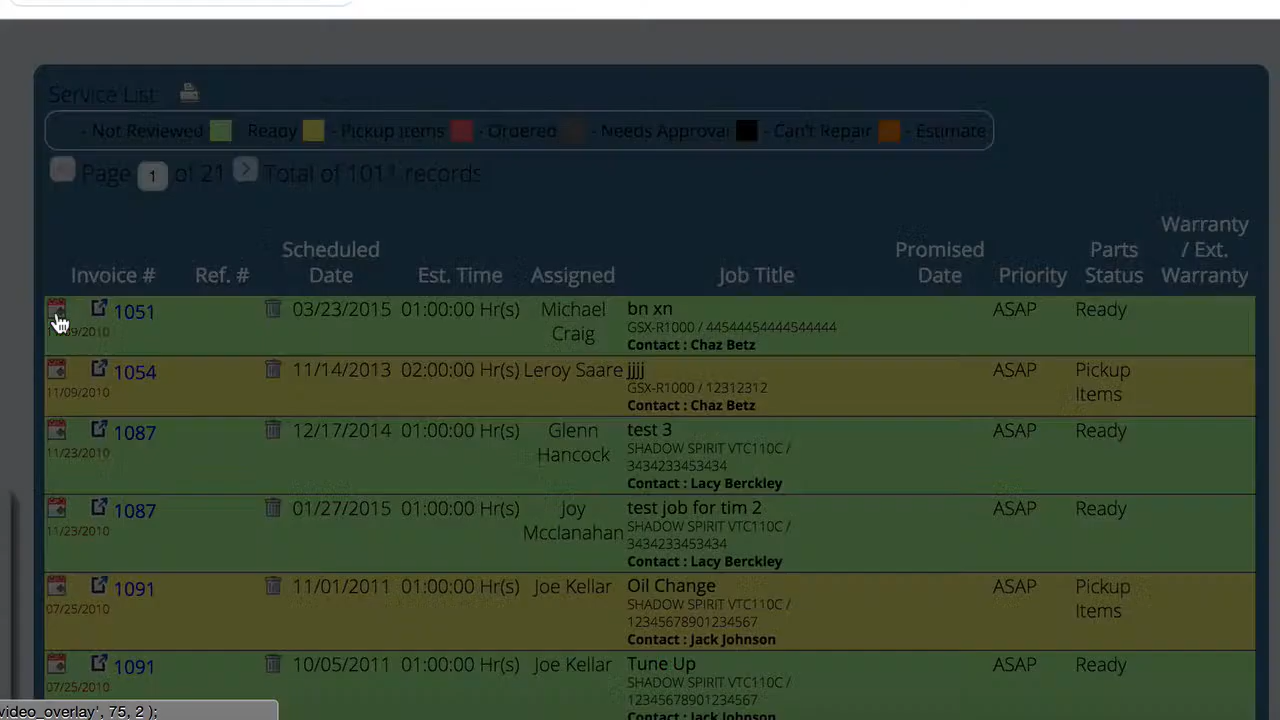 Service List
- Not Reviewed Ready - Pickup Items - Ordered - Needs Approval - Can't Repair - Estimate
Page 1 of 21 Total of 1011 records
Invoice # Ref. # Scheduled Date Est. Time Assigned Job Title Promised Date Priority Parts Status Warranty / Ext. Warranty
1051 03/23/2015 01:00:00 Hr(s) Michael Craig bn xn ASAP Ready
GSX-R1000 / 44544454444544444
Contact : Chaz Betz
1054 11/14/2013 02:00:00 Hr(s) Leroy Saare jjjj ASAP Pickup Items
11/09/2010 GSX-R1000 / 12312312
Contact : Chaz Betz
1087 12/17/2014 01:00:00 Hr(s) Glenn Hancock test 3 ASAP Ready
11/23/2010 SHADOW SPIRIT VTC110C /
3434233453434
Contact : Lacy Berckley
1087 01/27/2015 01:00:00 Hr(s) Joy Mcclanahan test job for tim 2 ASAP Ready
11/23/2010 SHADOW SPIRIT VTC110C /
3434233453434
Contact : Lacy Berckley
1091 11/01/2011 01:00:00 Hr(s) Joe Kellar Oil Change ASAP Pickup Items
07/25/2010 SHADOW SPIRIT VTC110C /
12345678901234567
Contact : Jack Johnson
1091 10/05/2011 01:00:00 Hr(s) Joe Kellar Tune Up ASAP Ready
07/25/2010 SHADOW SPIRIT VTC110C /
12345678901234567
Contact : Jack Johnson
video_overlay', 75, 2 );